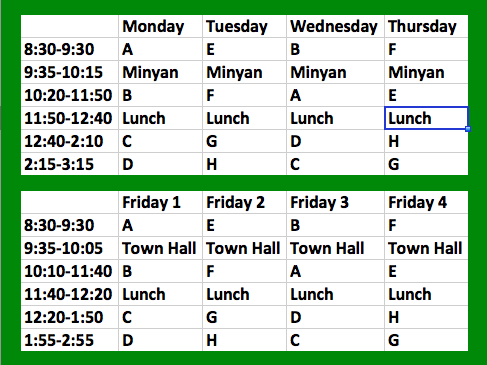 Monday Tuesday Wednesday Thursday
8:30-9:30 A E B F
9:35-10:15 Minyan Minyan Minyan Minyan
10:20-11:50 B F A E
11:50-12:40 Lunch Lunch Lunch Lunch
12:40-2:10 C G D H
2:15-3:15 D H C G
Friday 1 Friday 2 Friday 3 Friday 4
8:30-9:30 A E B F
9:35-10:05 Town Hall Town Hall Town Hall Town Hall
10:10-11:40 B F A E
11:40-12:20 Lunch Lunch Lunch Lunch
12:20-1:50 C G D H
1:55-2:55 D H C G